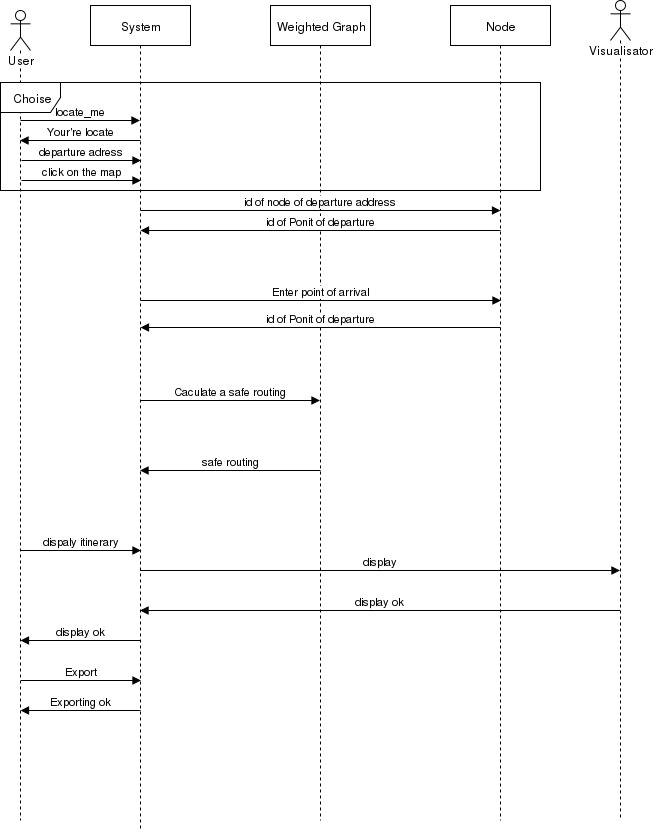 User
System
Weighted Graph
Node
Visualisator
Choise
locate_me
Your're locate
departure adress
click on the map
id of node of departure address
id of Ponit of departure
Enter point of arrival
id of Ponit of departure
Caculate a safe routing
safe routing
dispaly itinerary
display
display ok
display ok
Export
Exporting ok